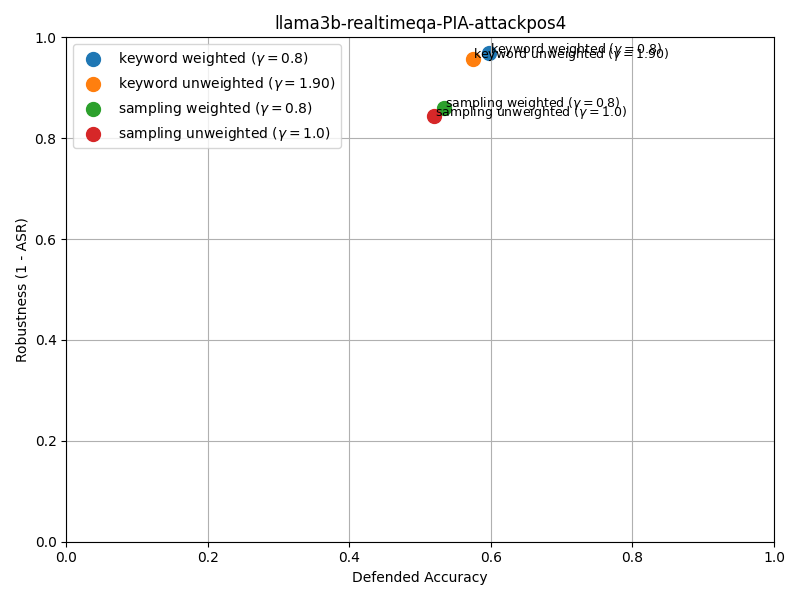 llama3b-realtimeqa-PIA-attackpos4
keyword weighted (γ = 0.8)
keyword unweighted (γ = 1.90)
sampling weighted (γ = 0.8)
sampling unweighted (γ = 1.0)
keyword weighted (γ = 0.8)
keyword unweighted (γ = 1.90)
sampling weighted (γ = 0.8)
sampling unweighted (γ = 1.0)
1.0
0.8
0.6
0.4
0.2
0.0
Robustness (1 - ASR)
0.0 0.2 0.4 0.6 0.8 1.0
Defended Accuracy